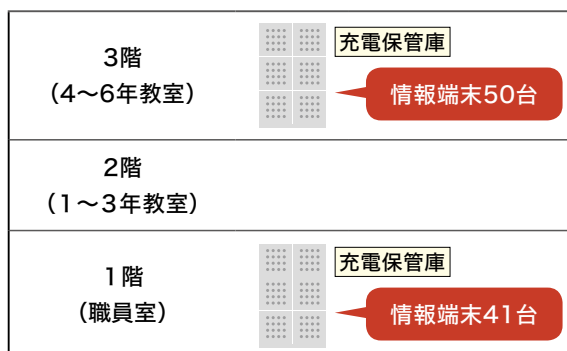 3階
（4〜6年教室）
充電保管庫
情報端末50台
2階
（1〜3年教室）
1階
（職員室）
充電保管庫
情報端末41台